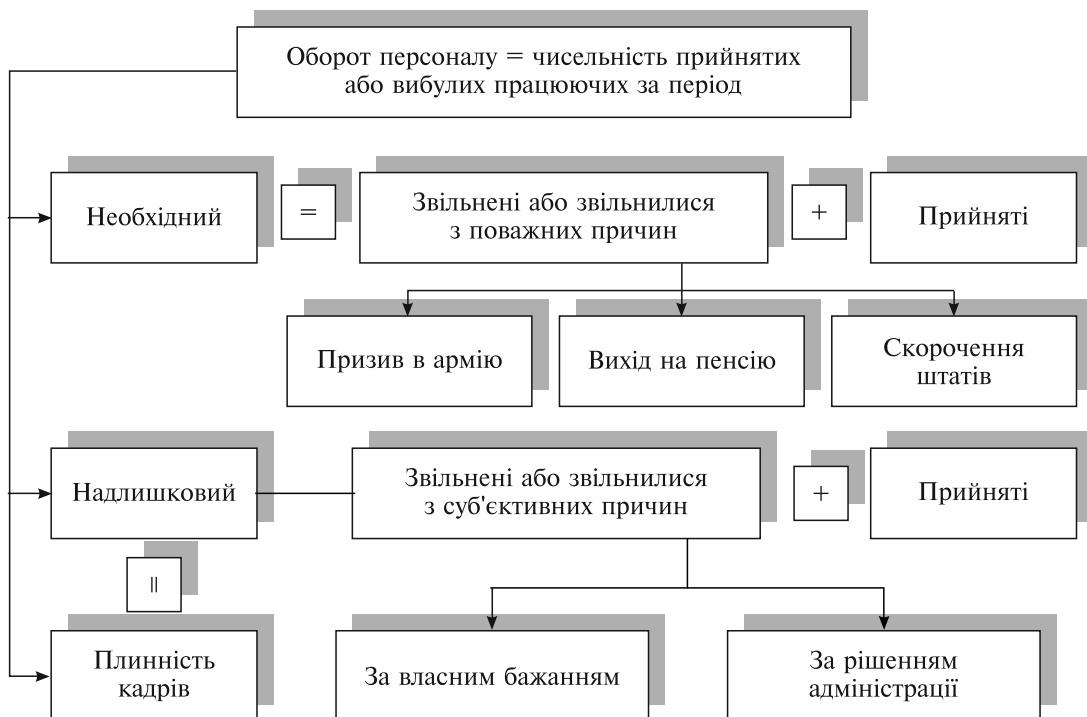 Оборот персоналу = чисельність прийнятих
або вибулих працюючих за період
Необхідний
=
Звільнені або звільнилися
з поважних причин
+
Прийняті
Призив в армію
Вихід на пенсію
Скорочення
штатів
Надлишковий
Звільнені або звільнилися
з суб'єктивних причин
+
Прийняті
=
Плинність
кадрів
За власним бажанням
За рішенням
адміністрації